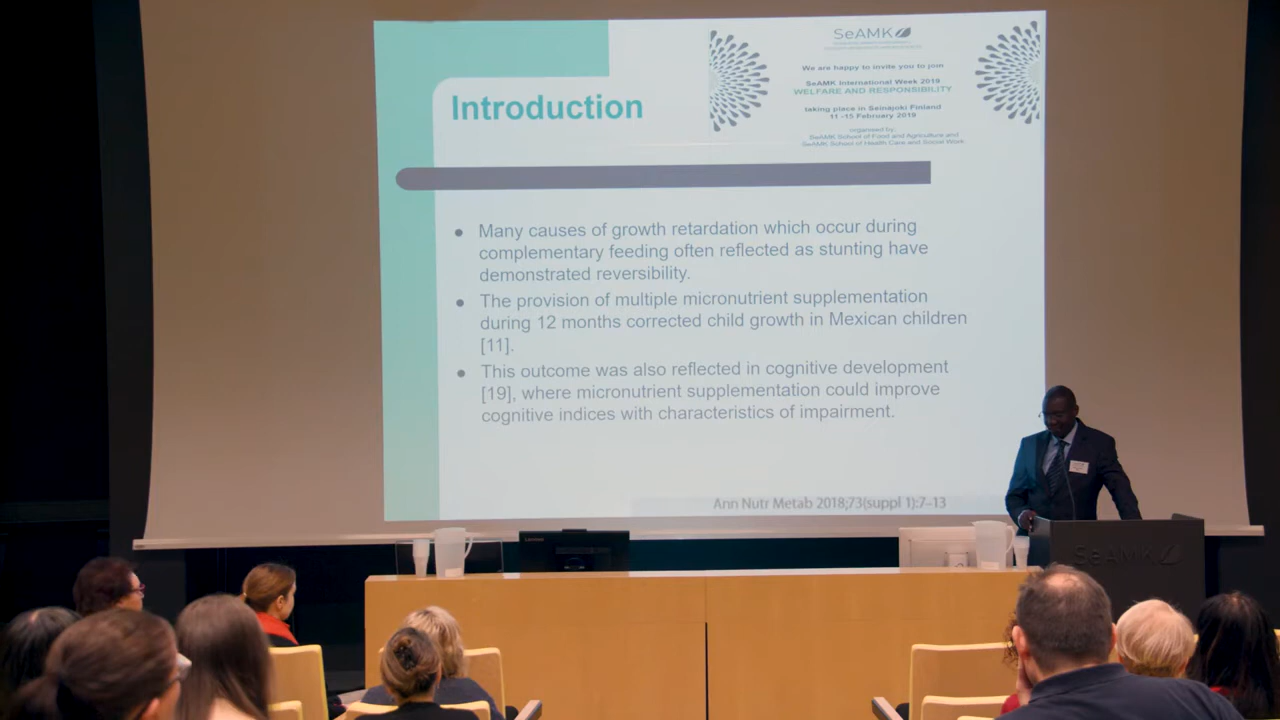 SeAMK
We are happy to invite you to join
SeAMK International Week 2019
WELFARE AND RESPONSIBILITY
taking place in Seinäjoki Finland
11 -15 February 2019
organised by:
SeAMK School of Food and Agriculture and
SeAMK School of Health Care and Social Work
Introduction
Many causes of growth retardation which occur during
complementary feeding often reflected as stunting have
demonstrated reversibility.
The provision of multiple micronutrient supplementation
during 12 months corrected child growth in Mexican children
[11].
This outcome was also reflected in cognitive development
[19], where micronutrient supplementation could improve
cognitive indices with characteristics of impairment.
Ann Nutr Metab 2018;73(suppl 1):7–13
Lenovo
SeAMK